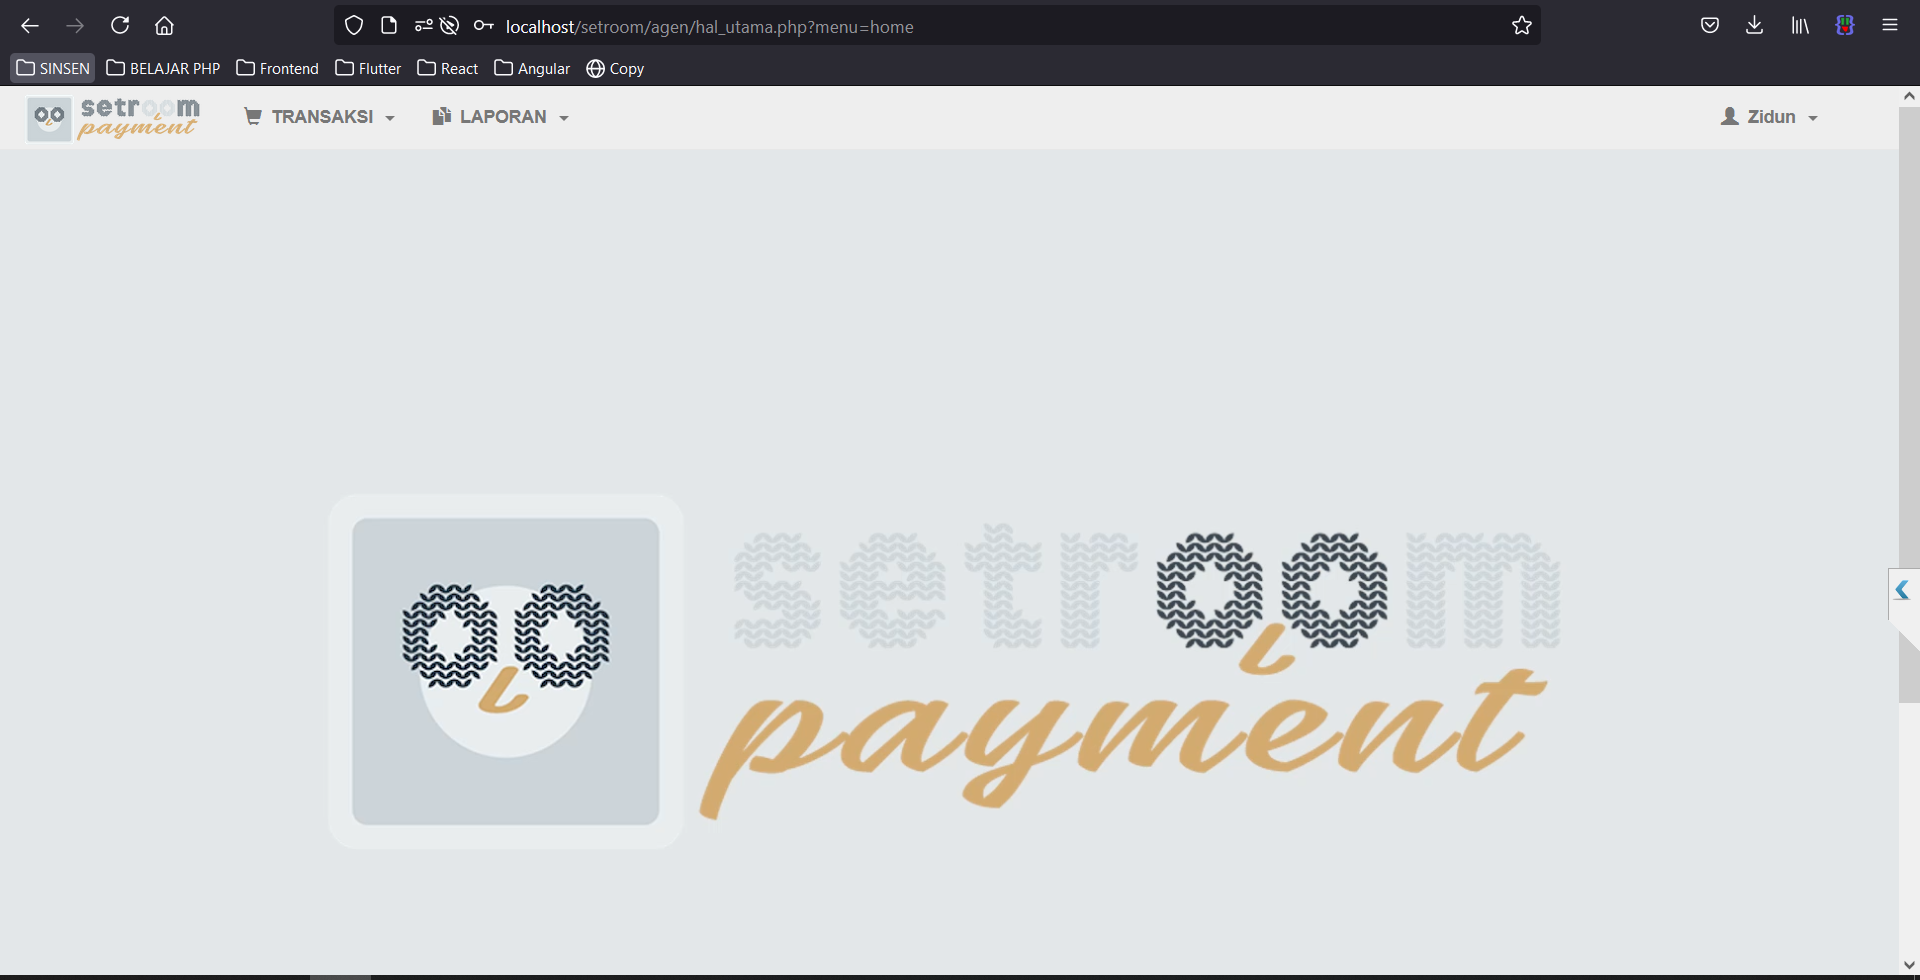 localhost/setroom/agen/hal_utama.php?menu=home
SINSEN BELAJAR PHP Frontend Flutter React Angular Copy
setroom
payment
TRANSAKSI LAPORAN Zidun
setroom
payment